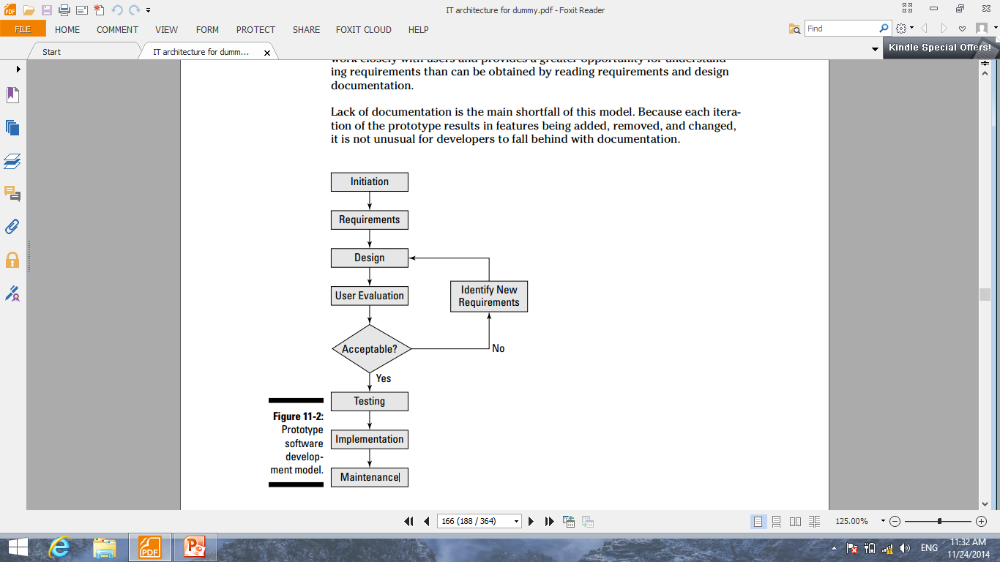 IT architecture for dummy.pdf - Foxit Reader
FILE HOME COMMENT VIEW FORM PROTECT SHARE FOXIT CLOUD HELP
Find
Start
IT architecture for dumm...
Kindle Special Offers!
work closely with users and provides a greater opportunity for understand-
ing requirements than can be obtained by reading requirements and design
documentation.
Lack of documentation is the main shortfall of this model. Because each itera-
tion of the prototype results in features being added, removed, and changed,
it is not unusual for developers to fall behind with documentation.
Initiation
Requirements
Design
User Evaluation
Identify New
Requirements
Acceptable?
No
Yes
Testing
Implementation
Maintenance
Figure 11-2:
Prototype
software
develop-
ment model.
166 (188 / 364)
125.00%
PDF
ENG
11:32 AM
11/24/2014